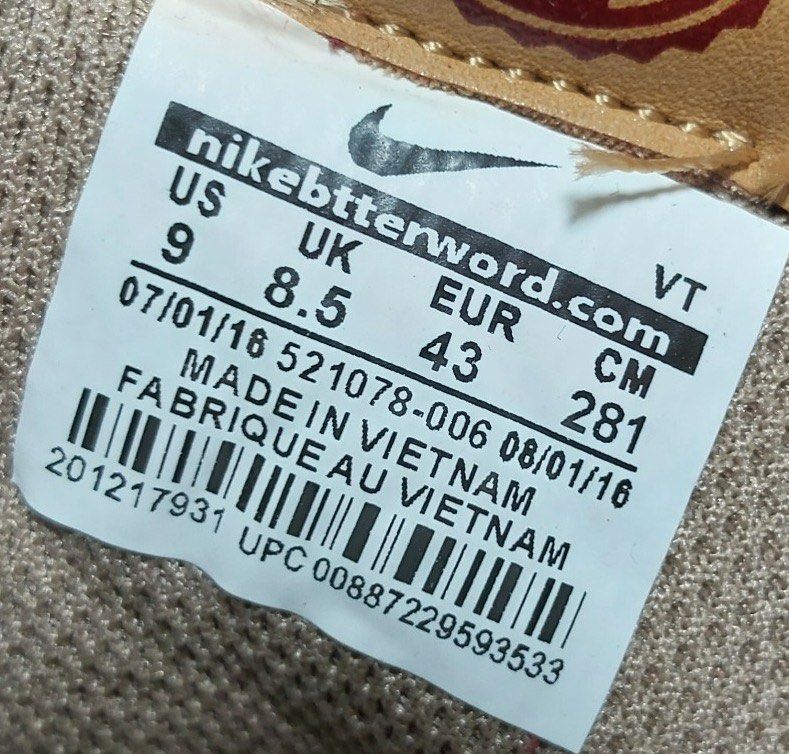 nikebtterword.com
US UK EUR CM VT
9 8.5 43 281
07/01/16 521078-006 08/01/16
MADE IN VIETNAM
FABRIQUE AU VIETNAM
201217931 UPC 00887229593533